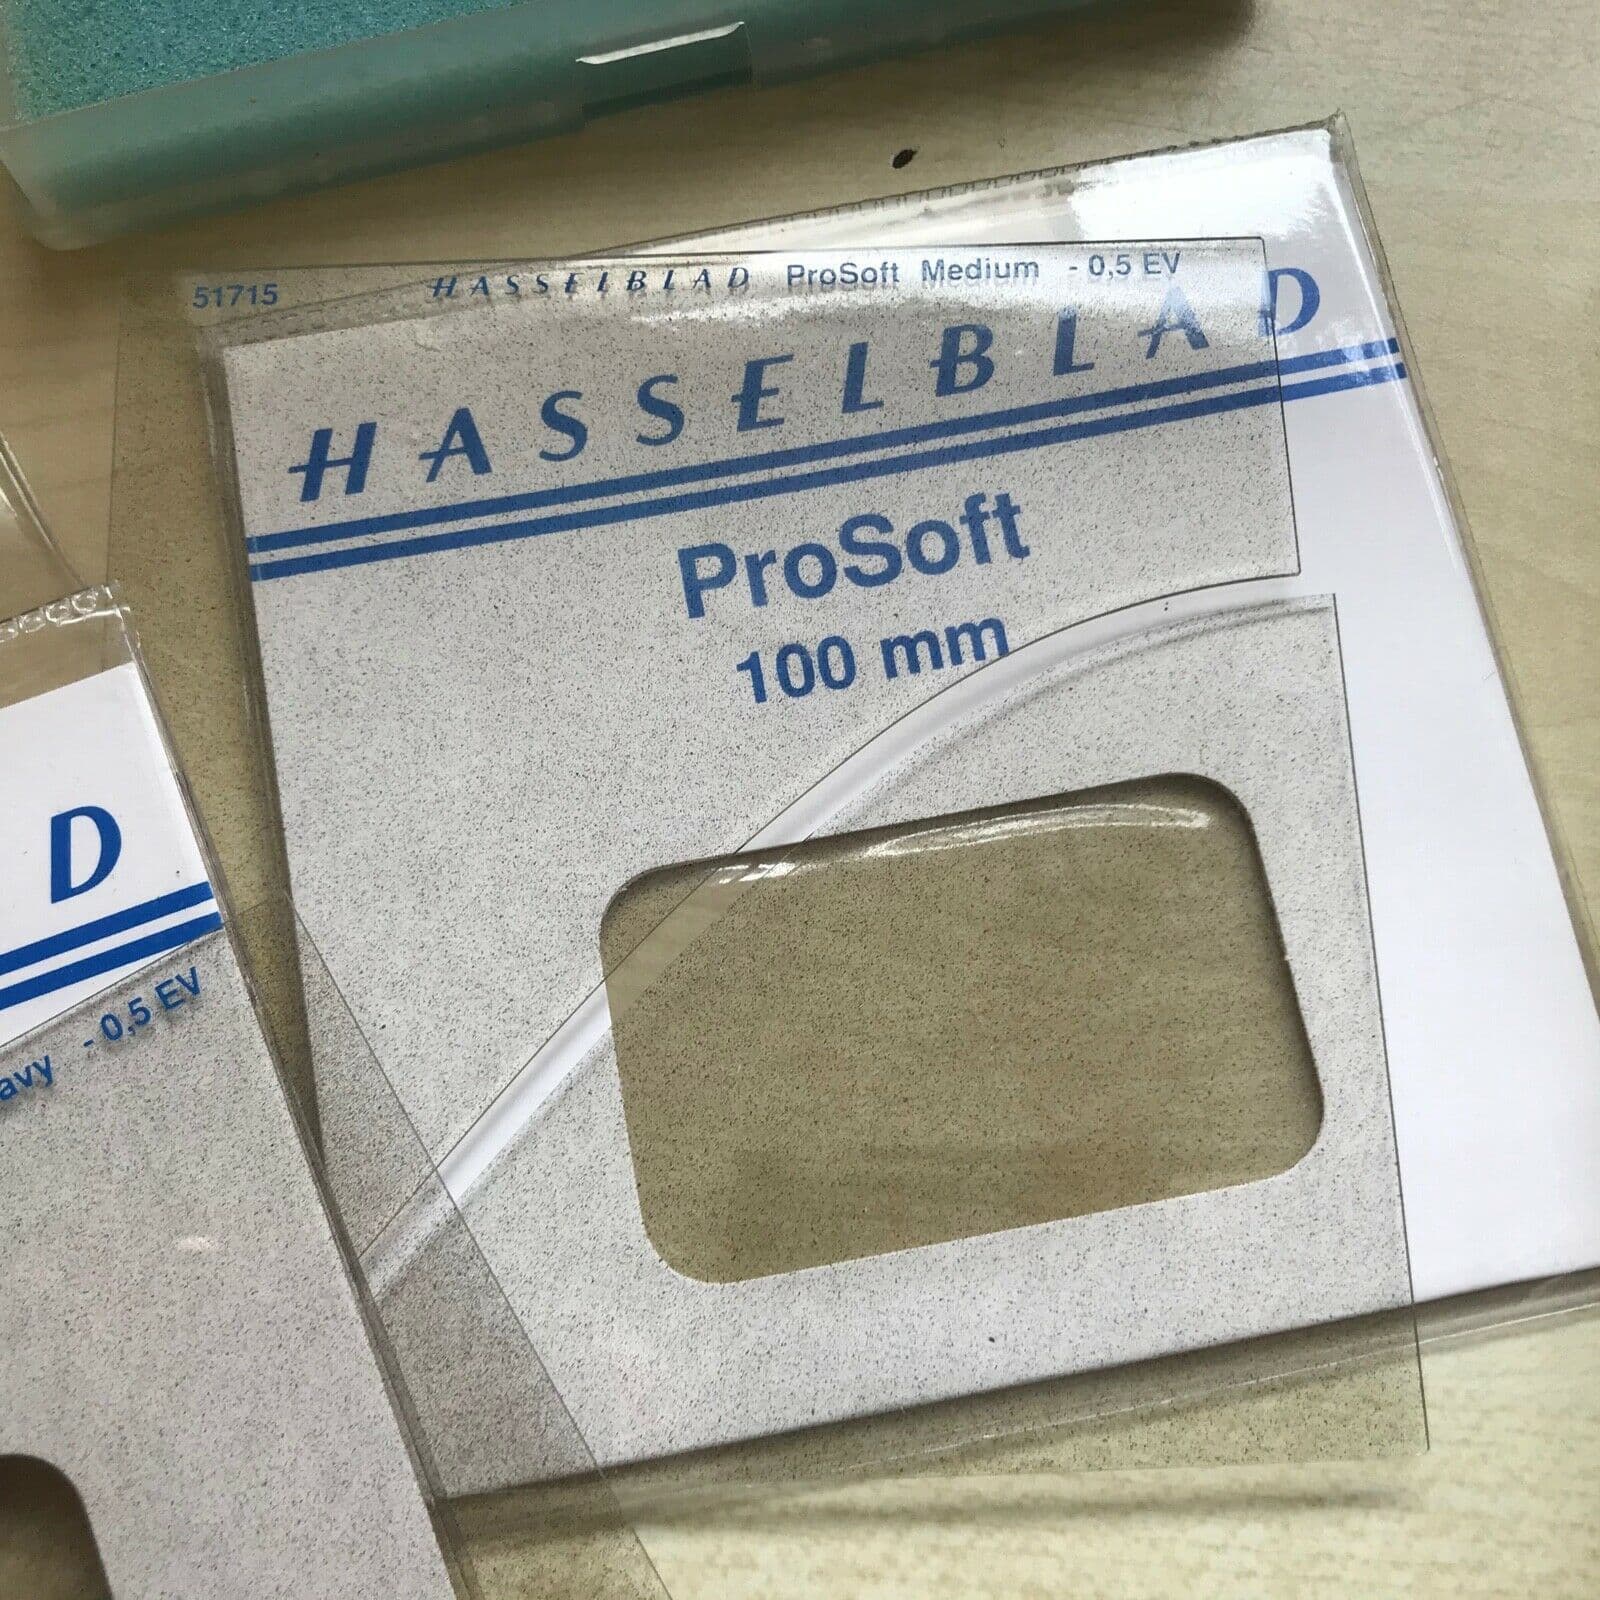 51715 HASSELBLAD ProSoft Medium - 0,5 EV
HASSELBLAD
ProSoft
100 mm
D
avy - 0,5 EV